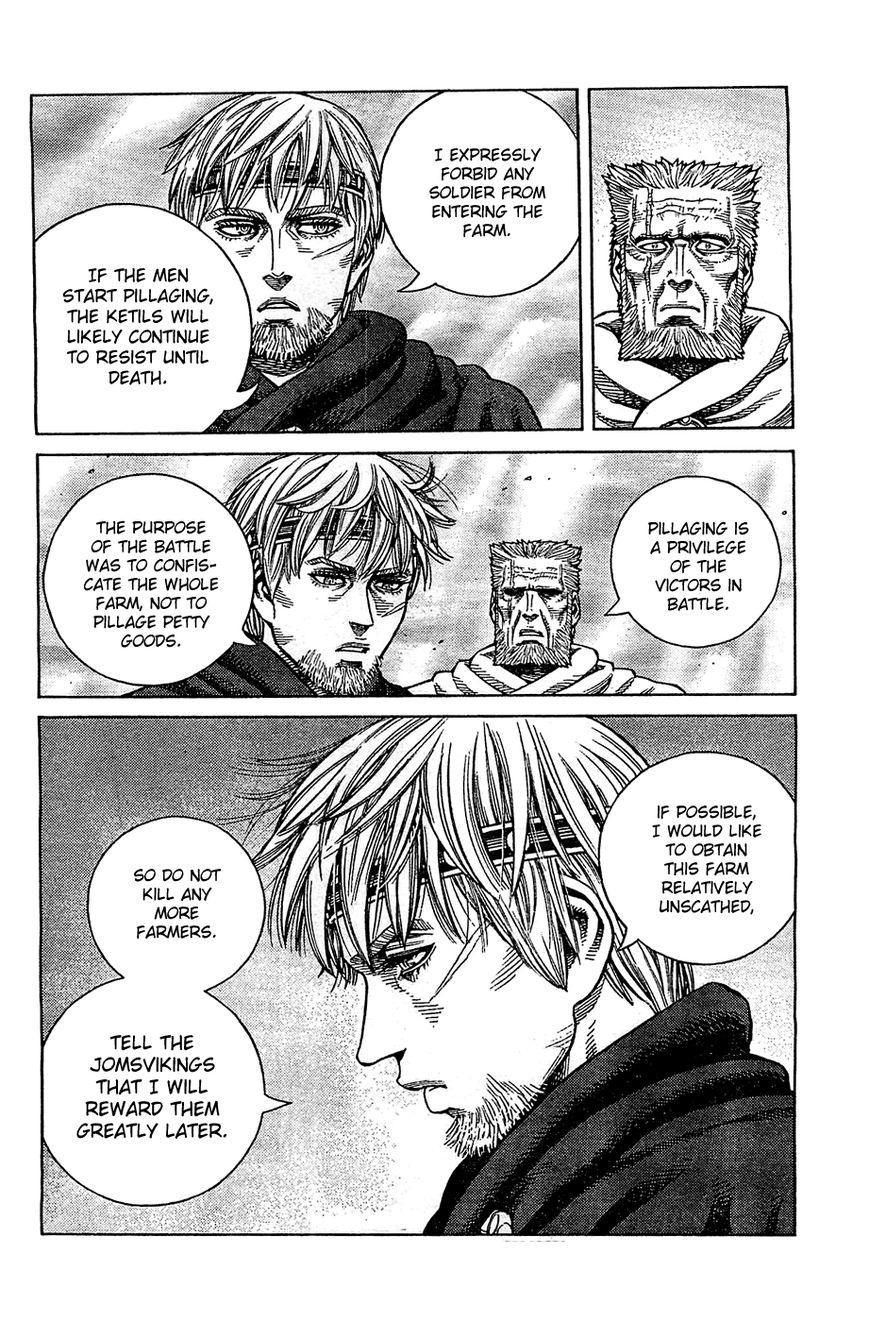 I EXPRESSLY
FORBID ANY
SOLDIER FROM
ENTERING THE
FARM.
IF THE MEN
START PILLAGING,
THE KETILS WILL
LIKELY CONTINUE
TO RESIST UNTIL
DEATH.
PILLAGING IS
A PRIVILEGE
OF THE
VICTORS IN
BATTLE.
THE PURPOSE
OF THE BATTLE
WAS TO CONFIS-
CATE THE WHOLE
FARM, NOT TO
PILLAGE PETTY
GOODS.
IF POSSIBLE,
I WOULD LIKE
TO OBTAIN
THIS FARM
RELATIVELY
UNSCATHED,
SO DO NOT
KILL ANY
MORE
FARMERS.
TELL THE
JOMSVIKINGS
THAT I WILL
REWARD THEM
GREATLY LATER.